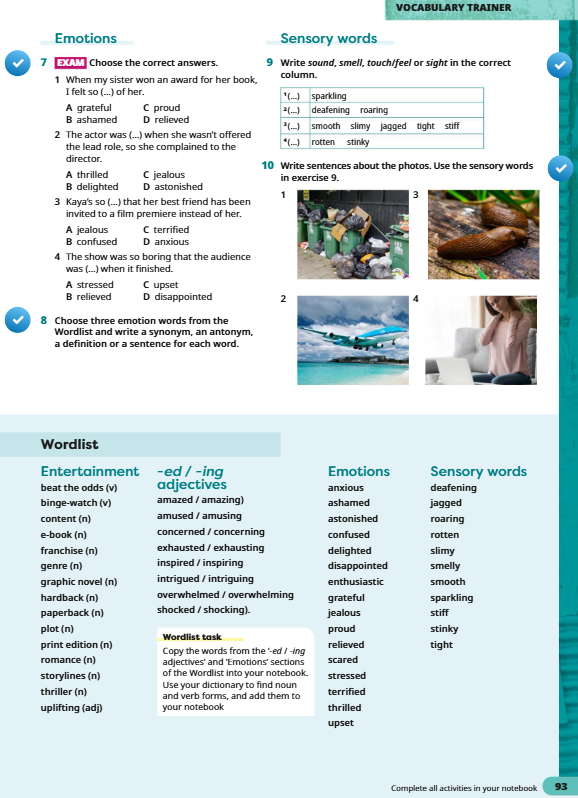 VOCABULARY TRAINER
Emotions
7 EXAM Choose the correct answers.
1 When my sister won an award for her book,
I felt so (...) of her.
A grateful C proud
B ashamed D relieved
2 The actor was (...) when she wasn't offered
the lead role, so she complained to the
director.
A thrilled C jealous
B delighted D astonished
3 Kaya's so (...) that her best friend has been
invited to a film premiere instead of her.
A jealous C terrified
B confused D anxious
4 The show was so boring that the audience
was (...) when it finished.
A stressed C upset
B relieved D disappointed
8 Choose three emotion words from the
Wordlist and write a synonym, an antonym,
a definition or a sentence for each word.
Sensory words
9 Write sound, smell, touch/feel or sight in the correct
column.
¹(...) sparkling
²(...) deafening roaring
³(...) smooth slimy jagged tight stiff
⁴(...) rotten stinky
10 Write sentences about the photos. Use the sensory words
in exercise 9.
1
3
2
4
Wordlist
Entertainment
beat the odds (v)
binge-watch (v)
content (n)
e-book (n)
franchise (n)
genre (n)
graphic novel (n)
hardback (n)
paperback (n)
plot (n)
print edition (n)
romance (n)
storylines (n)
thriller (n)
uplifting (adj)
-ed / -ing
adjectives
amazed / amazing)
amused / amusing
concerned / concerning
exhausted / exhausting
inspired / inspiring
intrigued / intriguing
overwhelmed / overwhelming
shocked / shocking).
Wordlist task
Copy the words from the '-ed / -ing
adjectives' and 'Emotions' sections
of the Wordlist into your notebook.
Use your dictionary to find noun
and verb forms, and add them to
your notebook
Emotions
anxious
ashamed
astonished
confused
delighted
disappointed
enthusiastic
grateful
jealous
proud
relieved
scared
stressed
terrified
thrilled
upset
Sensory words
deafening
jagged
roaring
rotten
slimy
smelly
smooth
sparkling
stiff
stinky
tight
Complete all activities in your notebook 93